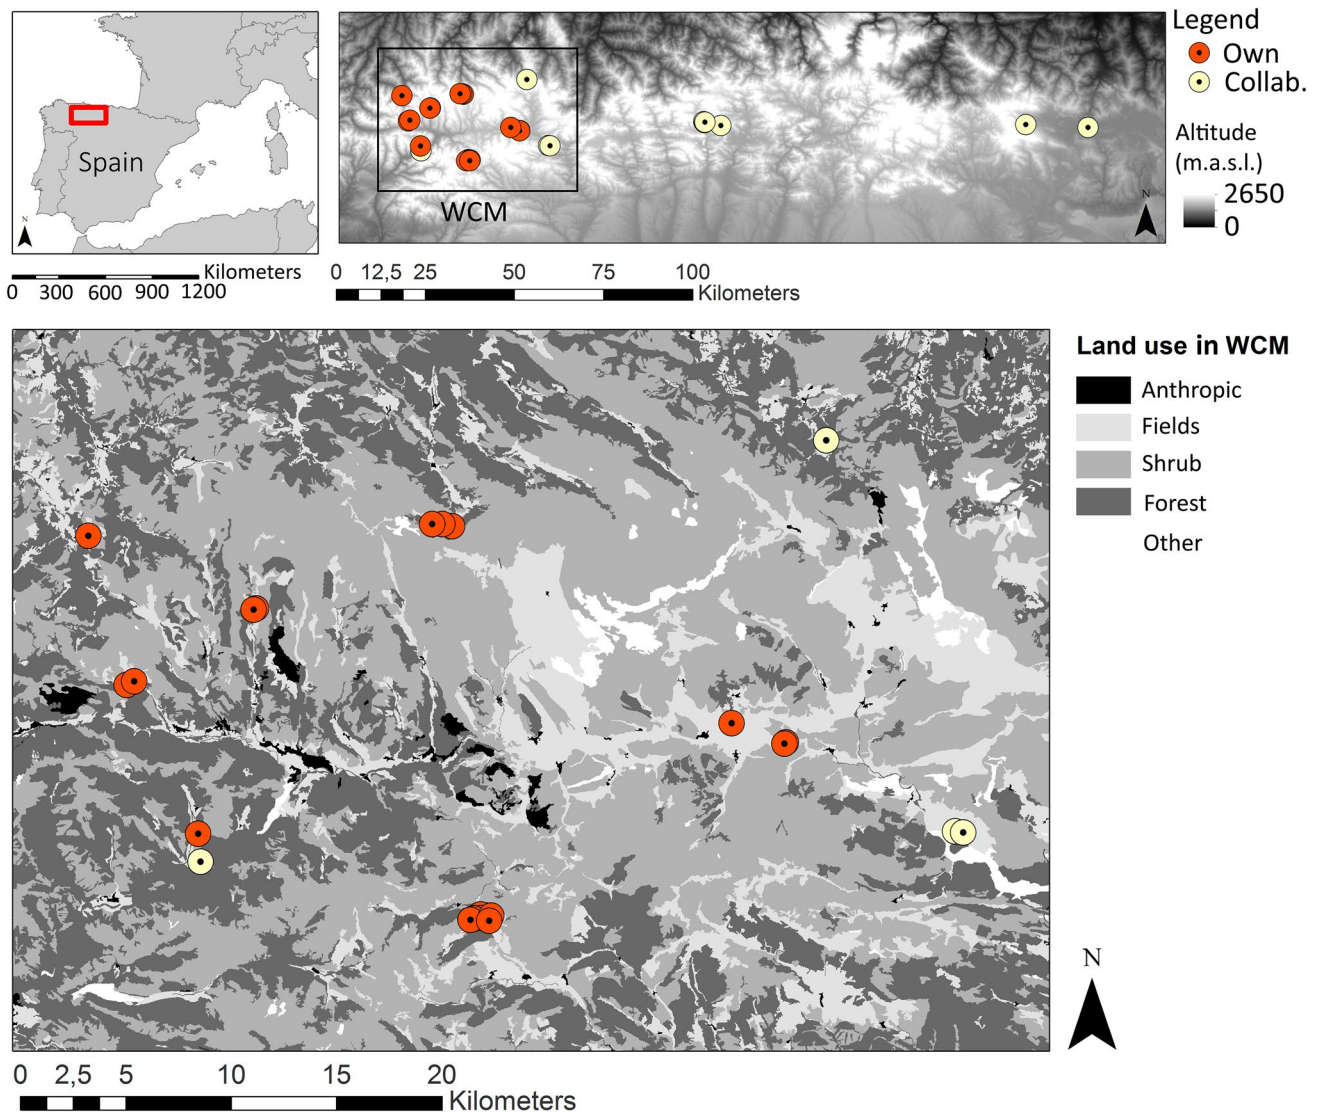 Spain
N
Kilometers
0 300 600 900 1200
WCM
N
0 12,5 25 50 75 100
Kilometers
Legend
Own
Collab.
Altitude
(m.a.s.l.)
2650
0
Land use in WCM
Anthropic
Fields
Shrub
Forest
Other
N
0 2,5 5 10 15 20
Kilometers